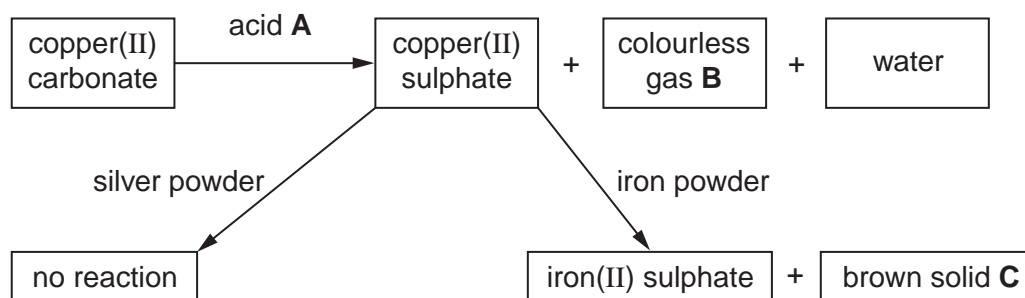 acid A
copper(II)
carbonate
copper(II)
sulphate
+
colourless
gas B
+
water
silver powder
iron powder
no reaction
iron(II) sulphate
+
brown solid C